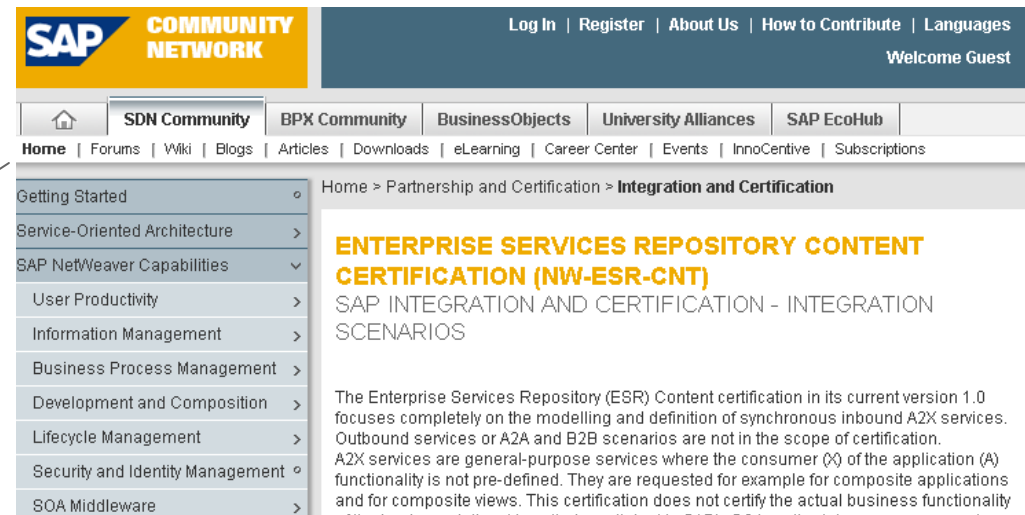 SAP COMMUNITY NETWORK
Log In | Register | About Us | How to Contribute | Languages
Welcome Guest
SDN Community BPX Community BusinessObjects University Alliances SAP EcoHub
Home | Forums | Wiki | Blogs | Articles | Downloads | eLearning | Career Center | Events | InnoCentive | Subscriptions
Getting Started
Service-Oriented Architecture
SAP NetWeaver Capabilities
User Productivity
Information Management
Business Process Management
Development and Composition
Lifecycle Management
Security and Identity Management
SOA Middleware
Home > Partnership and Certification > Integration and Certification
ENTERPRISE SERVICES REPOSITORY CONTENT
CERTIFICATION (NW-ESR-CNT)
SAP INTEGRATION AND CERTIFICATION - INTEGRATION
SCENARIOS
The Enterprise Services Repository (ESR) Content certification in its current version 1.0
focuses completely on the modelling and definition of synchronous inbound A2X services.
Outbound services or A2A and B2B scenarios are not in the scope of certification.
A2X services are general-purpose services where the consumer (X) of the application (A)
functionality is not pre-defined. They are requested for example for composite applications
and for composite views. This certification does not certify the actual business functionality